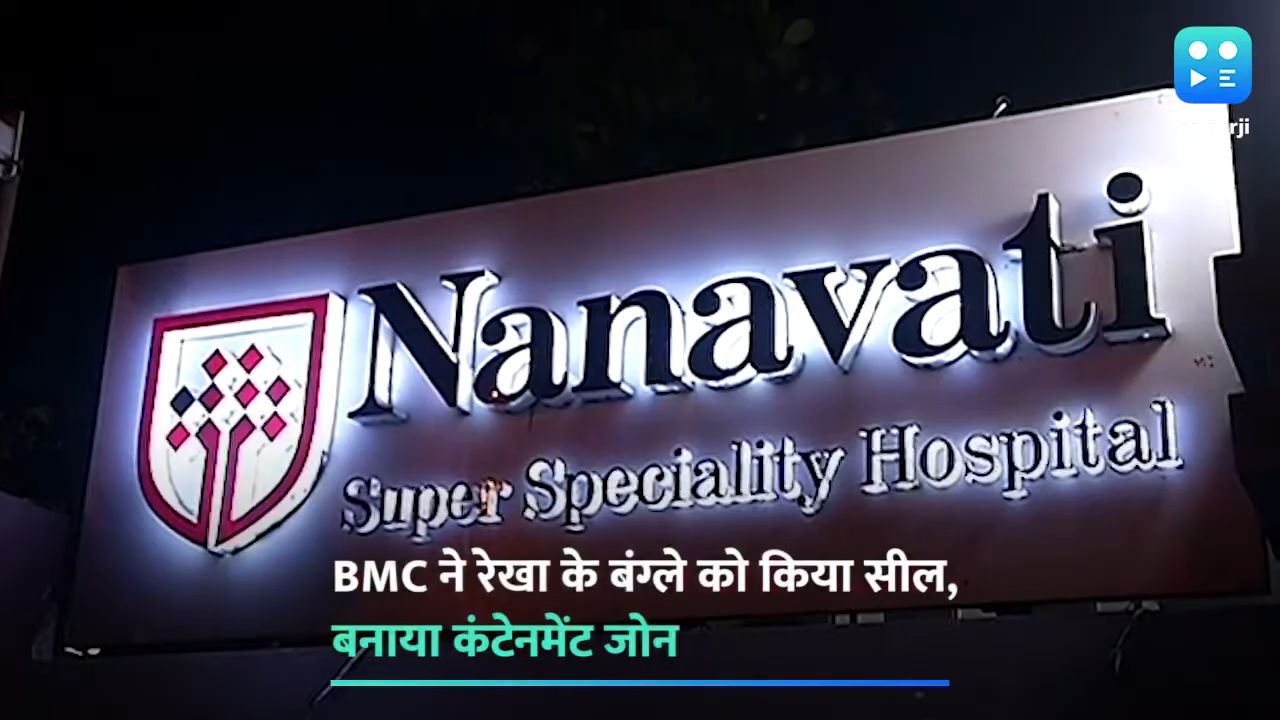 Nanavati
Super Speciality Hospital
BMC ने रेखा के बंग्ले को किया सील,
बनाया कंटेनमेंट जोन